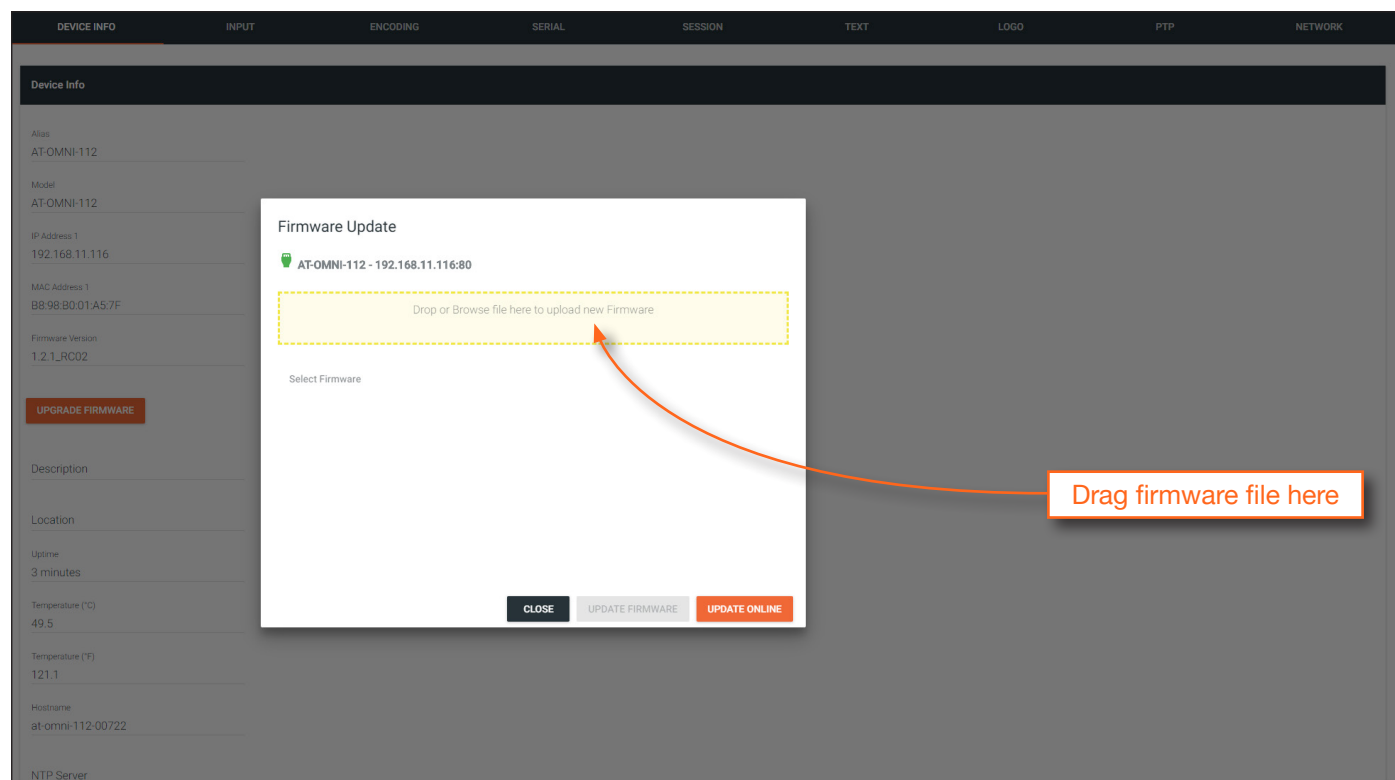 DEVICE INFO INPUT ENCODING SERIAL SESSION TEXT LOGO PTP NETWORK
Device Info
Alias
AT-OMNI-112
Model
AT-OMNI-112
IP Address 1
192.168.11.116
MAC Address 1
B8:98:B0:01:A5:7F
Firmware Version
1.2.1_RC02
UPGRADE FIRMWARE
Description
Location
Uptime
3 minutes
Temperature (°C)
49.5
Temperature (°F)
121.1
Hostname
at-omni-112-00722
NTP Server
Firmware Update
AT-OMNI-112 - 192.168.11.116:80
Drop or Browse file here to upload new Firmware
Select Firmware
CLOSE UPDATE FIRMWARE UPDATE ONLINE
Drag firmware file here